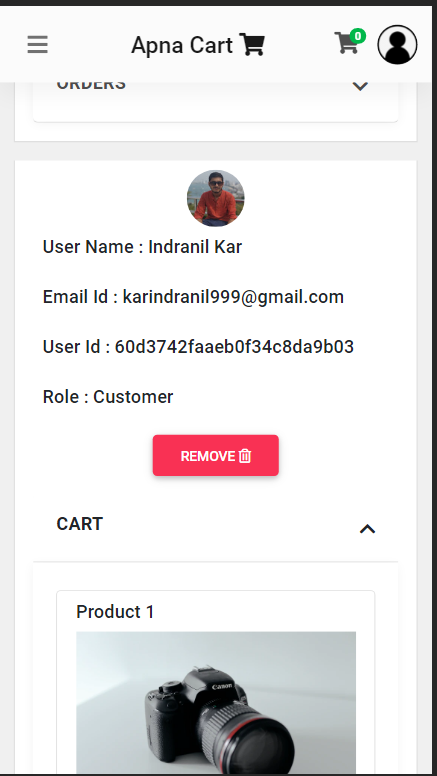 Apna Cart
0
ORDERS
User Name : Indranil Kar
Email Id : karindranil999@gmail.com
User Id : 60d3742faaeb0f34c8da9b03
Role : Customer
REMOVE
CART
Product 1
Canon